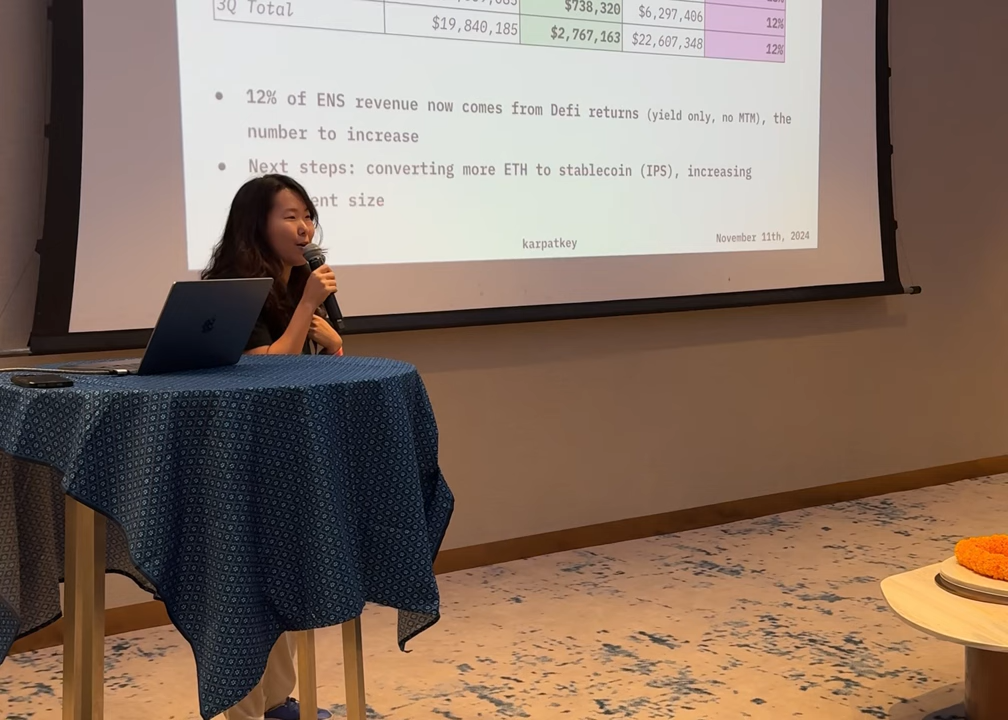 $738,320 $6,297,406 12%
3Q Total $19,840,185 $2,767,163 $22,607,348 12%
● 12% of ENS revenue now comes from Defi returns (yield only, no MTM), the
number to increase
● Next steps: converting more ETH to stablecoin (IPS), increasing
size
karpatkey November 11th, 2024